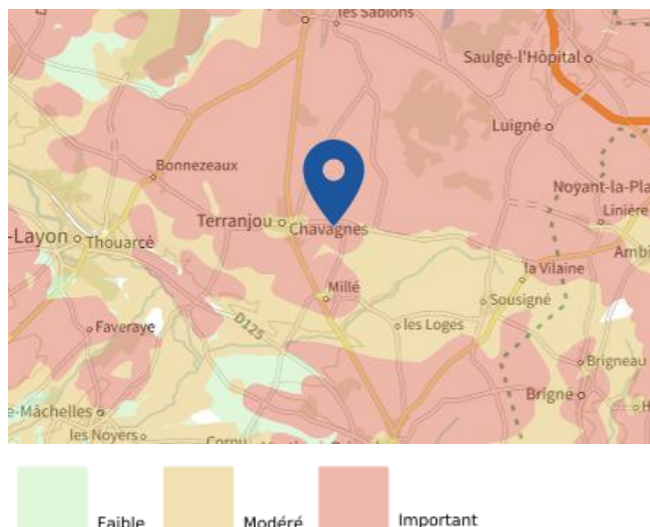 les Sablons
Saulgé-l'Hôpital
Luigné
Bonnezeaux
Noyant-la-Pla
Linière
Terranjou
Chavagnes
-Layon
Thouarcé
Ambi
la Vilaine
Millé
Sousigné
D125
les Loges
Faveraye
Brigneau
Brigné
e-Mâchelles
H
les Noyers
Cornu
Faible
Modéré
Important